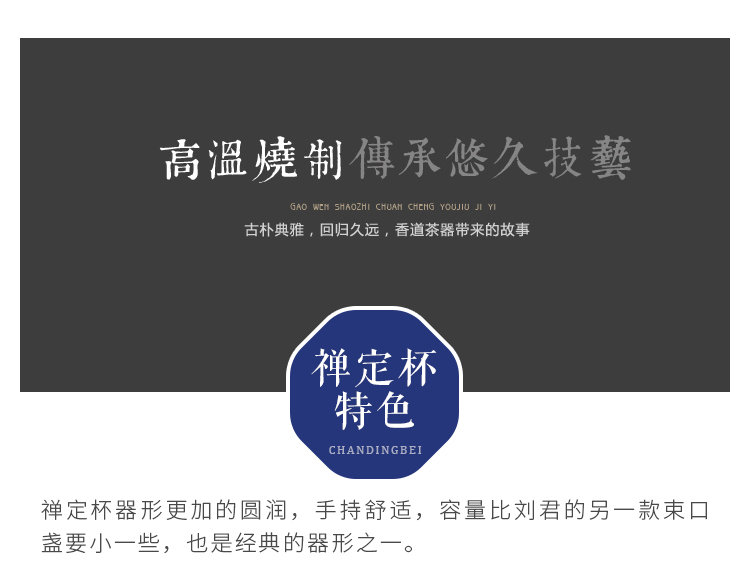 高溫燒制傳承悠久技藝
GAO WEN SHAOZHI CHUAN CHENG YOUJIU JI YI
古朴典雅，回归久远，香道茶器带来的故事
禅定杯
特色
CHANDINGBEI
禅定杯器形更加的圆润，手持舒适，容量比刘君的另一款束口
盏要小一些，也是经典的器形之一。